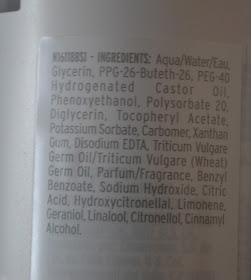 N16118851 - INGREDIENTS: Aqua/Water/Eau,
Glycerin, PPG-26-Buteth-26, PEG-40
Hydrogenated Castor Oil,
Phenoxyethanol, Polysorbate 20,
Diglycerin, Tocopheryl Acetate,
Potassium Sorbate, Carbomer, Xanthan
Gum, Disodium EDTA, Triticum Vulgare
Germ Oil/Triticum Vulgare (Wheat)
Germ Oil, Parfum/Fragrance, Benzyl
Benzoate, Sodium Hydroxide, Citric
Acid, Hydroxycitronellal, Limonene,
Geraniol, Linalool, Citronellol, Cinnamyl
Alcohol.